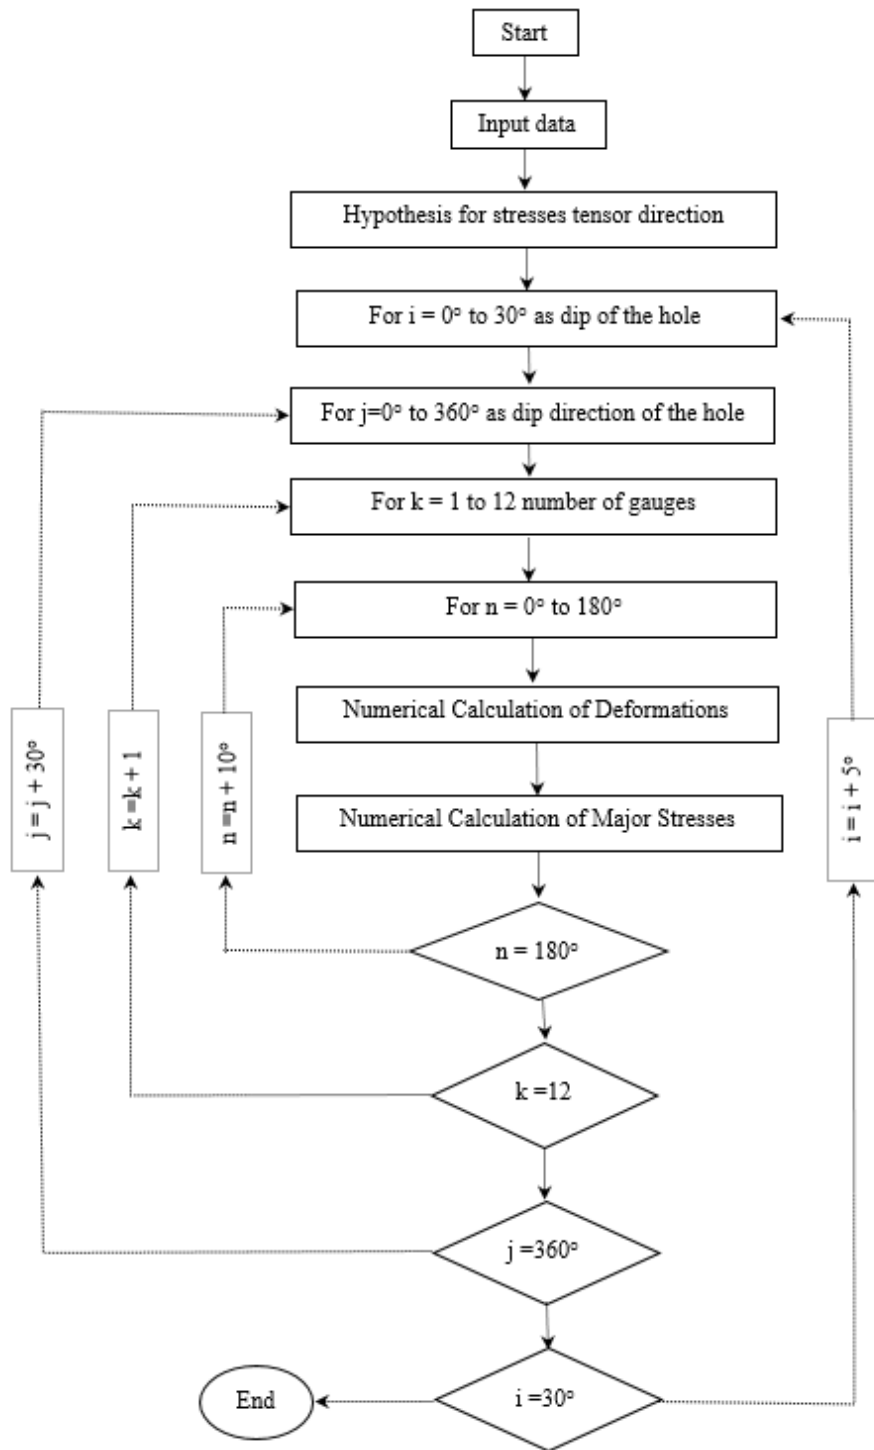 Start
Input data
Hypothesis for stresses tensor direction
For i = 0° to 30° as dip of the hole
For j=0° to 360° as dip direction of the hole
For k = 1 to 12 number of gauges
For n = 0° to 180°
Numerical Calculation of Deformations
j = j + 30°
k =k + 1
n =n + 10°
i = i + 5°
Numerical Calculation of Major Stresses
n = 180°
k =12
j =360°
i =30°
End